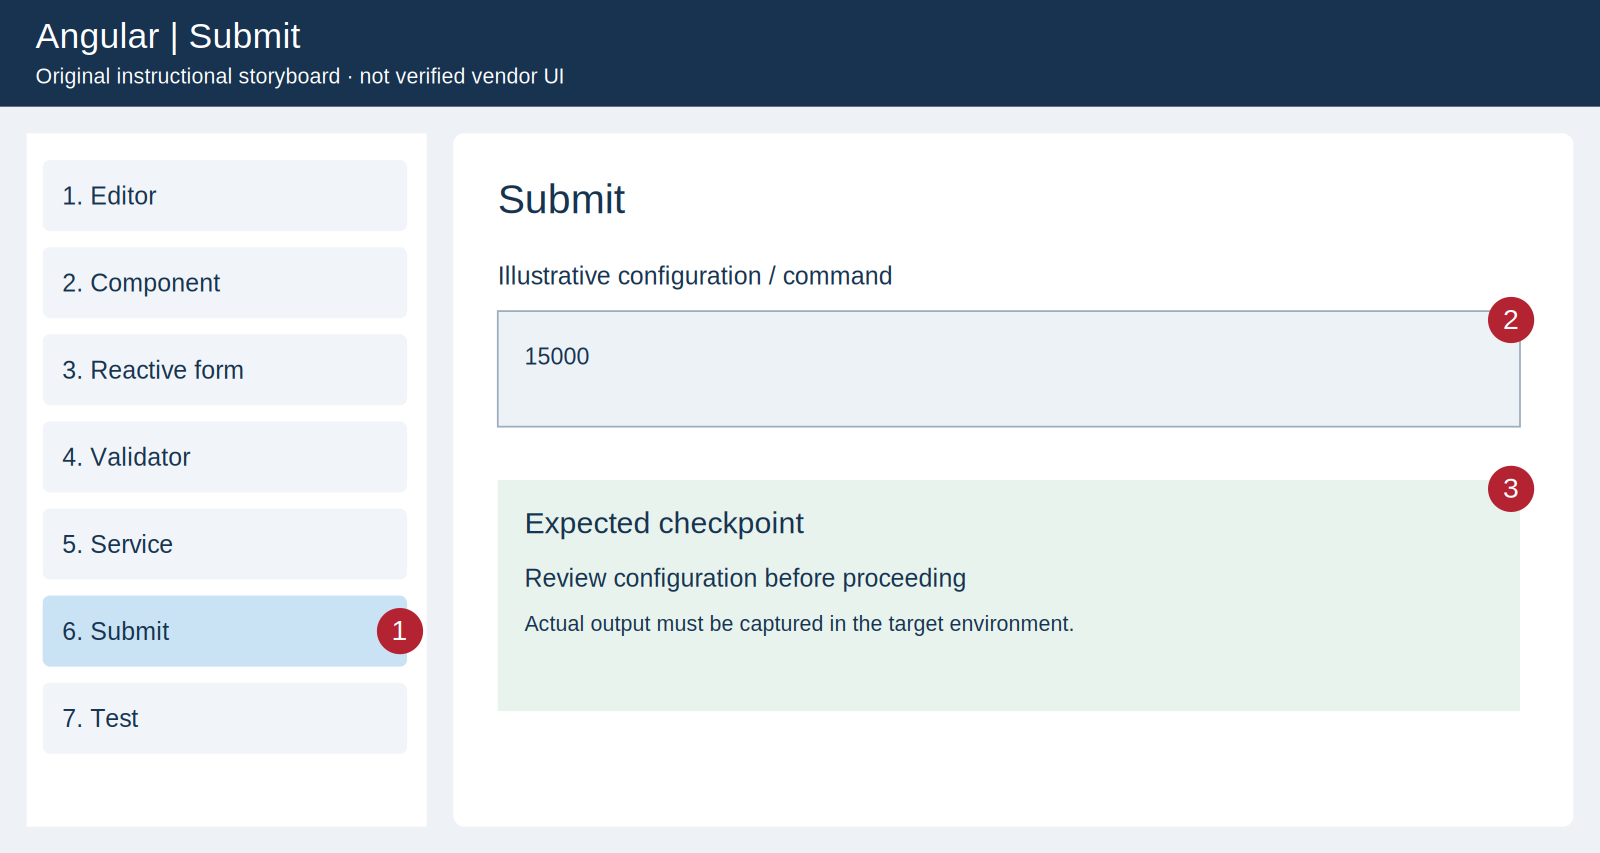 Angular | Submit
Original instructional storyboard · not verified vendor UI
1. Editor
2. Component
3. Reactive form
4. Validator
5. Service
6. Submit
1
7. Test
Submit
Illustrative configuration / command
2
15000
3
Expected checkpoint
Review configuration before proceeding
Actual output must be captured in the target environment.